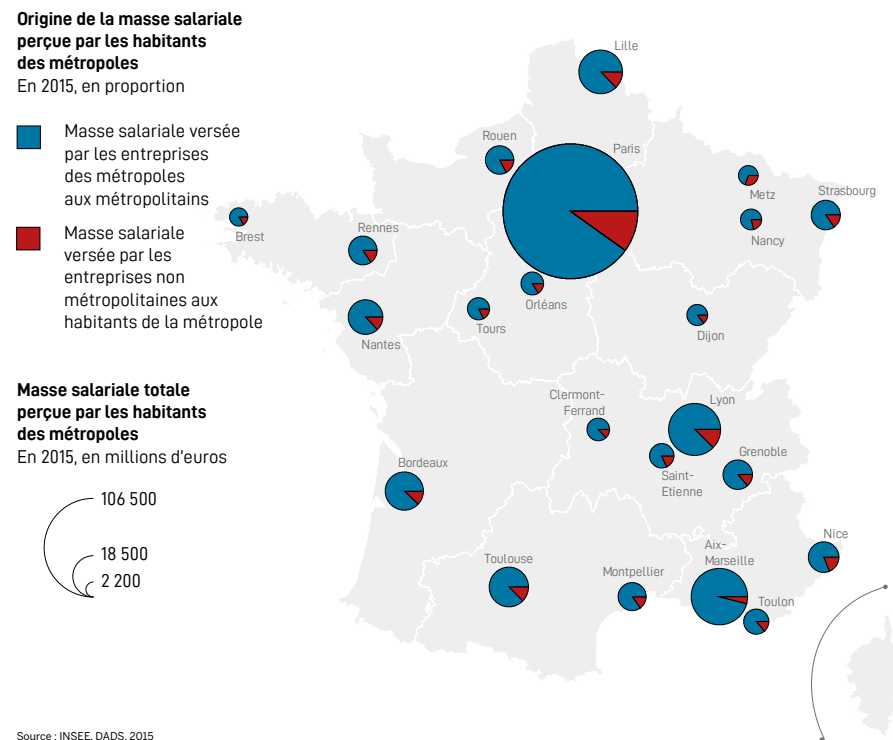 Origine de la masse salariale
perçue par les habitants
des métropoles
En 2015, en proportion
Masse salariale versée
par les entreprises
des métropoles
aux métropolitains
Masse salariale
versée par les
entreprises non
métropolitaines aux
habitants de la métropole
Masse salariale totale
perçue par les habitants
des métropoles
En 2015, en millions d'euros
106 500
18 500
2 200
Lille
Rouen
Paris
Metz
Strasbourg
Nancy
Brest
Rennes
Orléans
Tours
Nantes
Dijon
Clermont-
Ferrand
Lyon
Saint-
Etienne
Grenoble
Bordeaux
Toulouse
Montpellier
Aix-
Marseille
Nice
Toulon
Source : INSEE, DADS, 2015